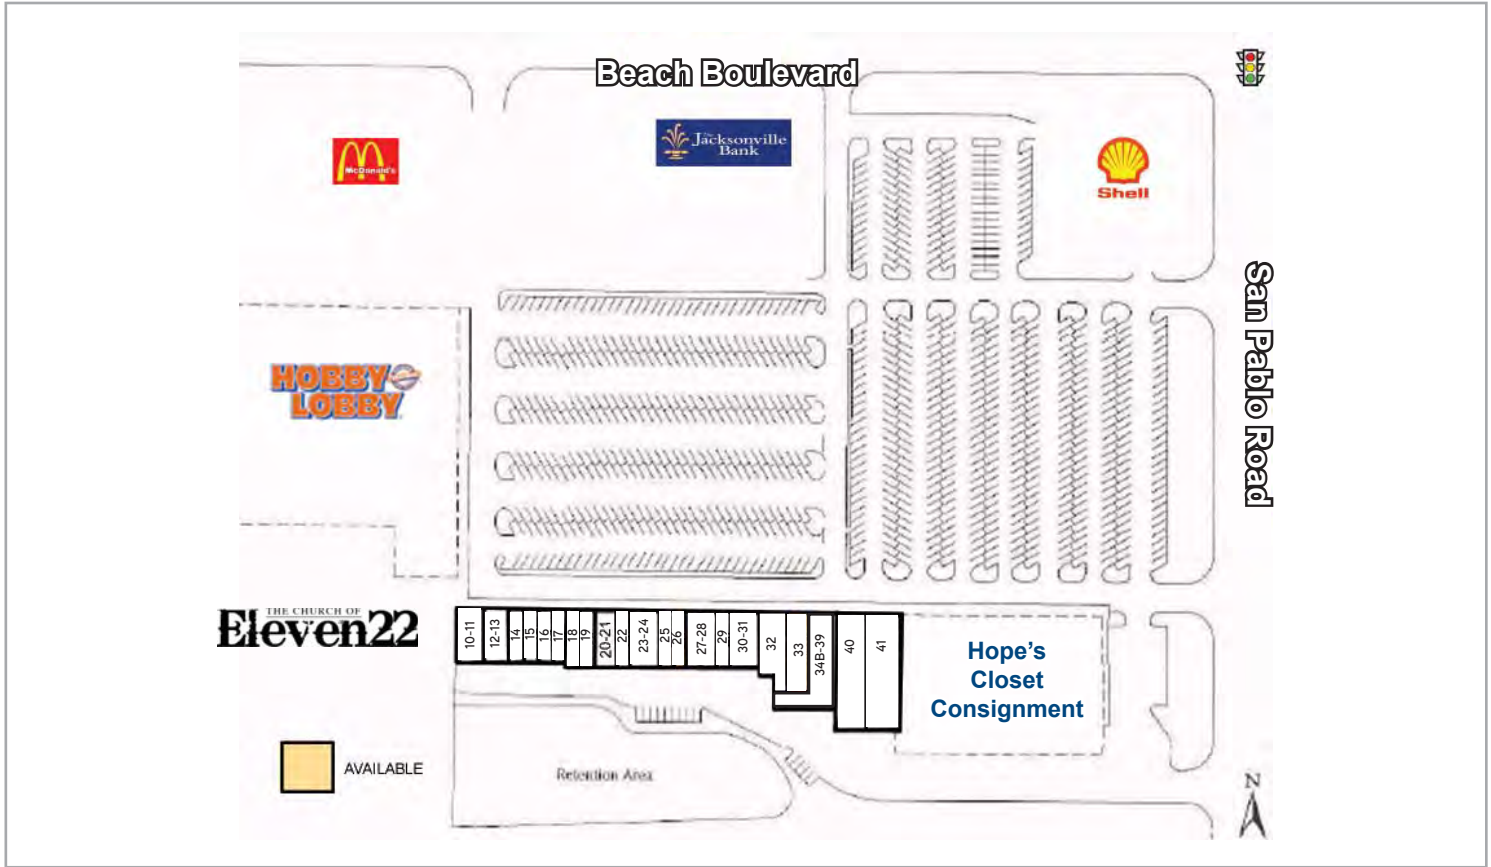 Beach Boulevard
McDonald's
The
Jacksonville
Bank
Shell
San Pablo Road
HOBBY
LOBBY
THE CHURCH OF
Eleven22
10-11
12-13
14
15
16
17
18
19
20-21
22
23-24
25
26
27-28
29
30-31
32
33
34B-39
40
41
Hope's
Closet
Consignment
AVAILABLE
Retention Area
N